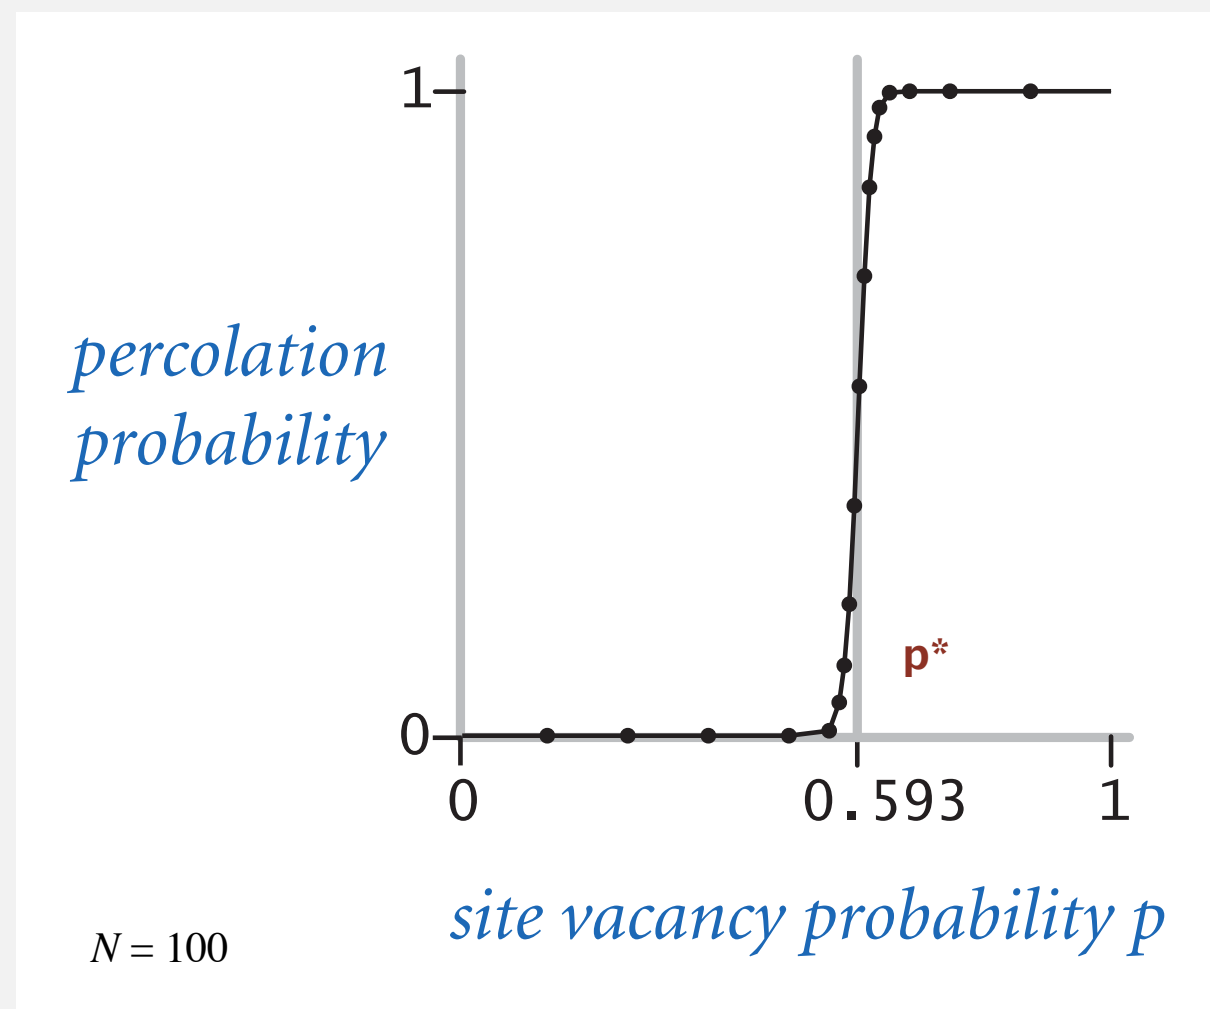 1
percolation
probability
p*
0
0 0.593 1
site vacancy probability p
N = 100